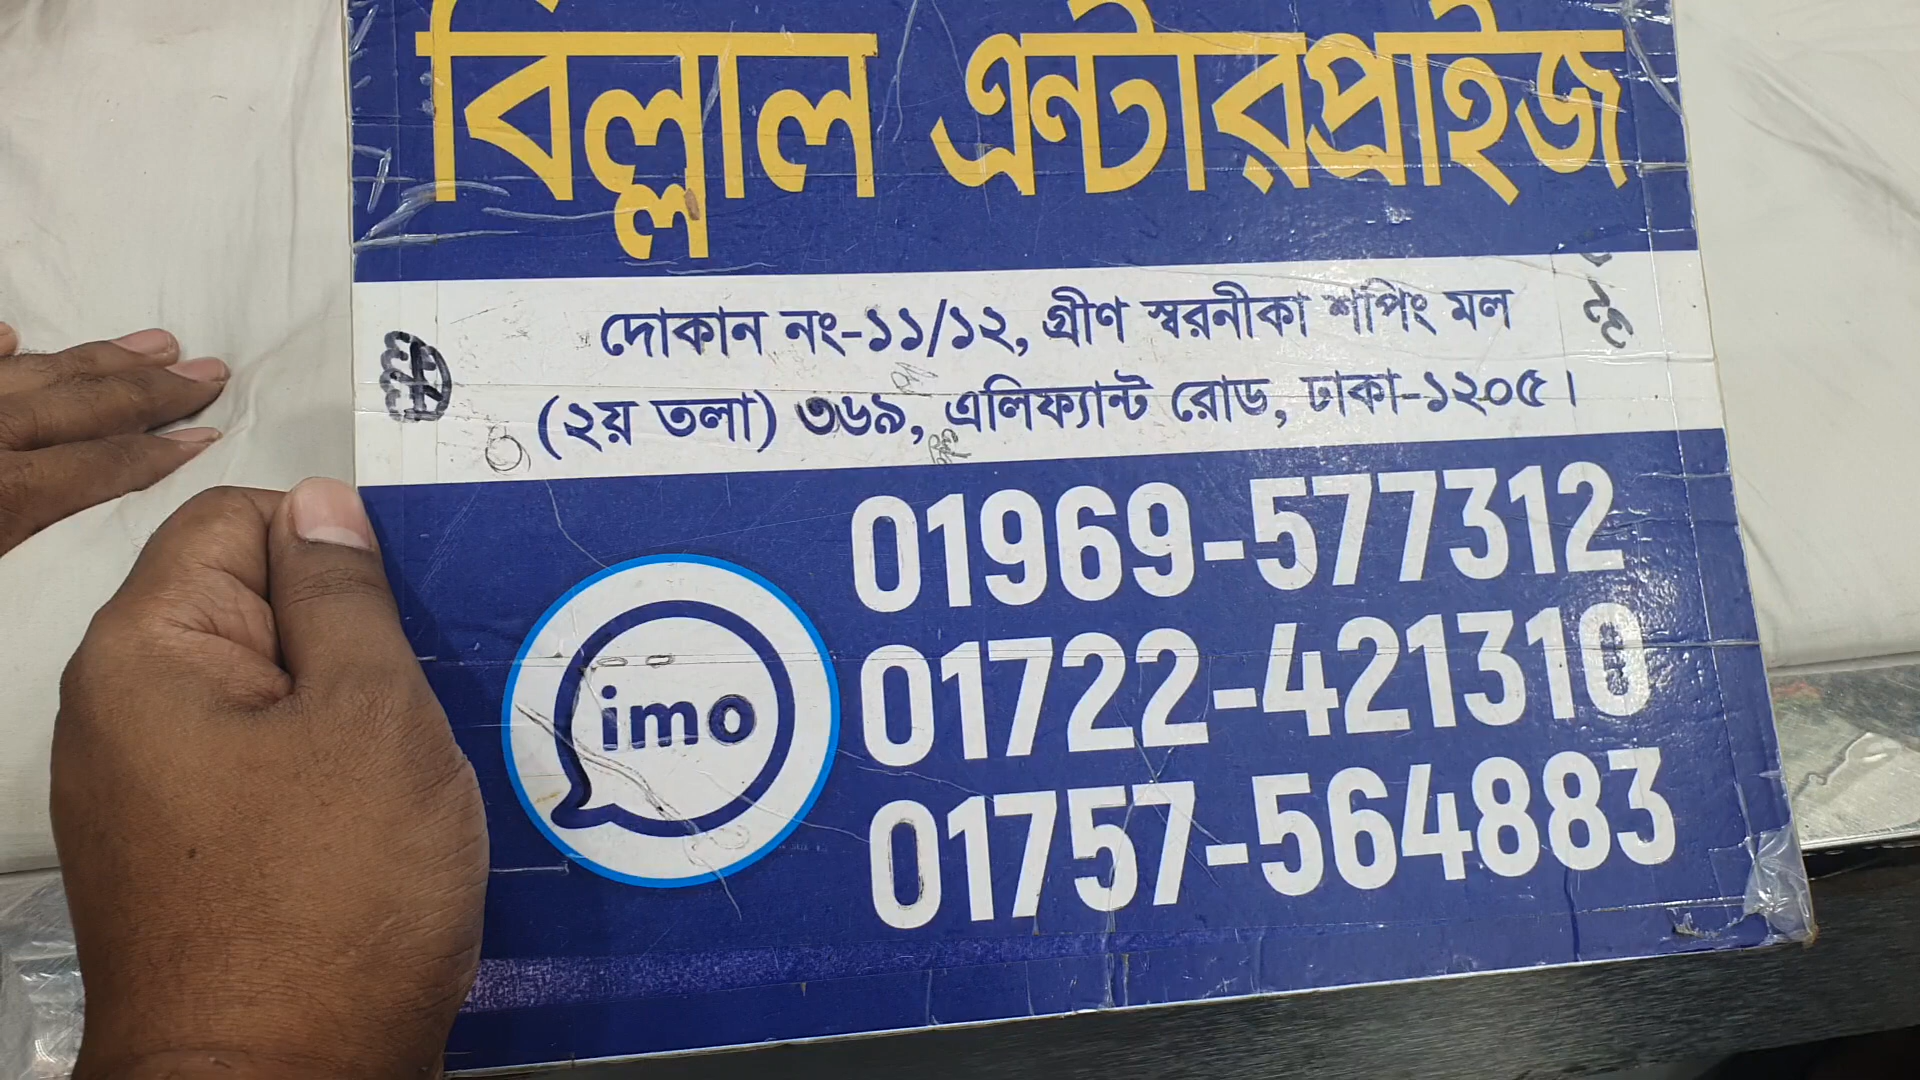 বিল্লাল এন্টারপ্রাইজ
দোকান নং-১১/১২, গ্রীণ স্বরনীকা শপিং মল
(২য় তলা) ৩৬৯, এলিফ্যান্ট রোড, ঢাকা-১২০৫।
01969-577312
01722-421310
01757-564883
imo